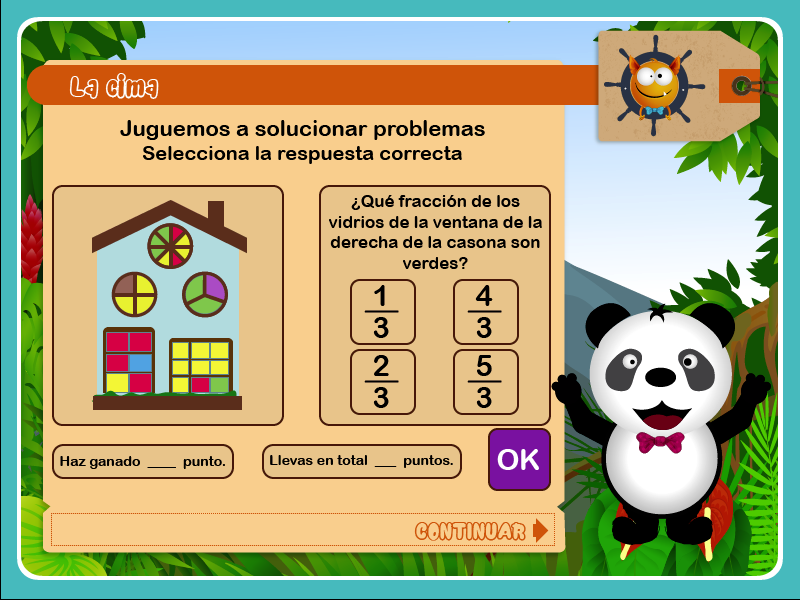 La cima
Juguemos a solucionar problemas
Selecciona la respuesta correcta
¿Qué fracción de los
vidrios de la ventana de la
derecha de la casona son
verdes?
1
3
4
3
2
3
5
3
Haz ganado ____ punto.
Llevas en total ___ puntos.
OK
CONTINUAR